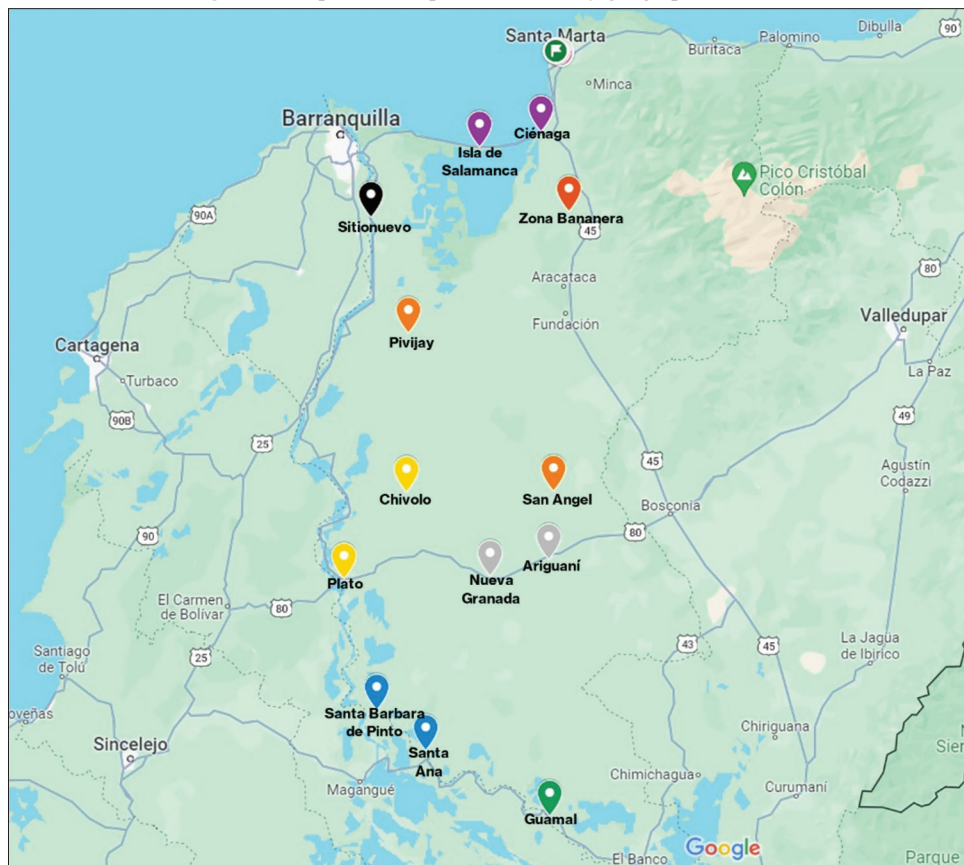 Santa Marta
Dibulla
Palomino
Buritaca
90
Minca
Barranquilla
Ciénaga
Isla de
Salamanca
Pico Cristóbal
Colón
Sitionuevo
90A
Zona Bananera
45
Aracataca
80
Fundación
Valledupar
Pivijay
Cartagena
La Paz
Turbaco
90B
49
25
45
Agustín
Codazzi
Chivolo
San Angel
Bosconia
90
80
Ariguaní
Plato
Nueva
Granada
El Carmen
de Bolívar
80
43
45
La Jagua
de Ibirico
Santiago
de Tolú
25
Santa Barbara
de Pinto
oveñas
Chiriguana
Sincelejo
Santa
Ana
Magangué
Chimichagua
Curumaní
Guamal
Google
El Banco
Parque